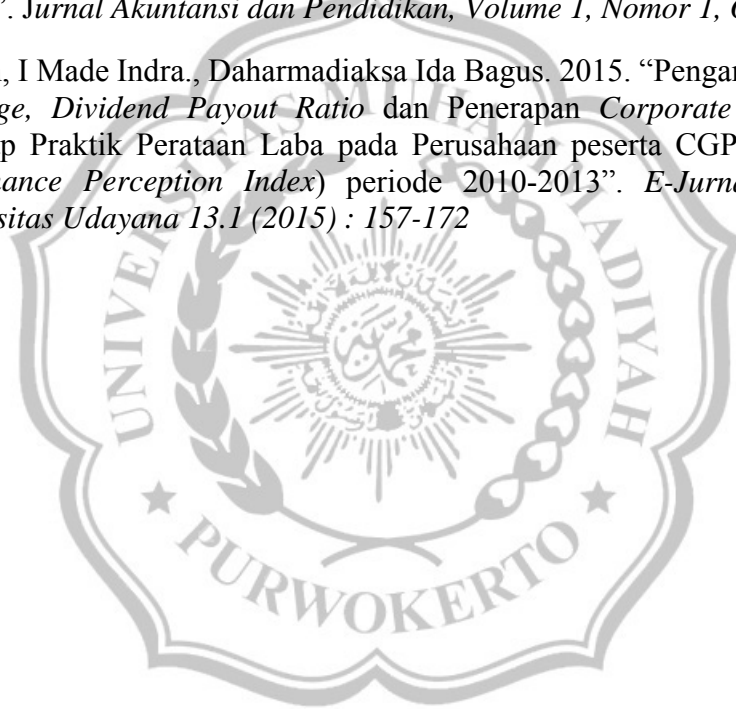 ”. Jurnal Akuntansi dan Pendidikan, Volume 1, Nomor 1,
, I Made Indra., Daharmadiaksa Ida Bagus. 2015. “Pengar
ge, Dividend Payout Ratio dan Penerapan Corporate
p Praktik Perataan Laba pada Perusahaan peserta CGP
nance Perception Index) periode 2010-2013”. E-Jurna
sitas Udayana 13.1 (2015) : 157-172
UNIVERSITAS MUHAMMADIYAH
PURWOKERTO